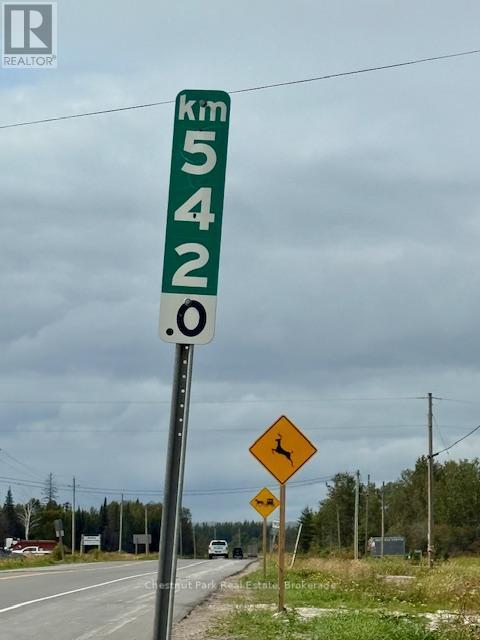 R
REALTOR®
km
5
4
2
.0
Chestnut Park Real Estate, Brokerage